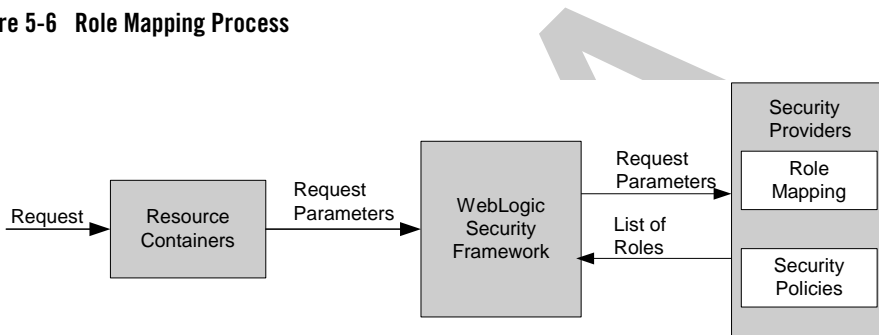 re 5-6 Role Mapping Process
Security
Providers
Request
Resource
Containers
Request
Parameters
WebLogic
Security
Framework
Request
Parameters
List of
Roles
Role
Mapping
Security
Policies